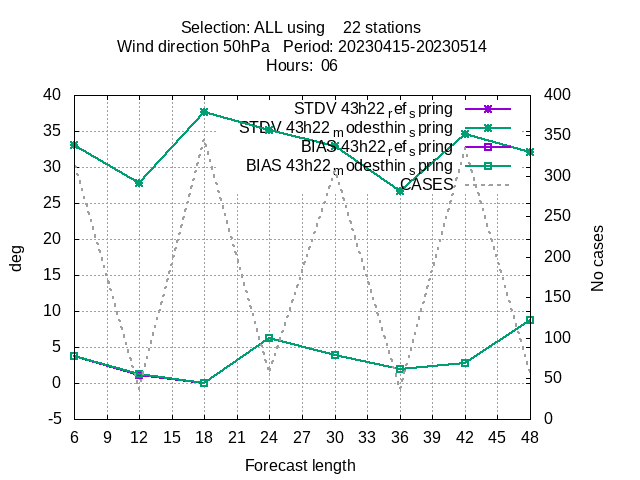 Selection: ALL using    22 stations
Wind direction 50hPa   Period: 20230415-20230514
Hours:  06
40
35
30
25
20
15
10
5
0
-5
400
350
300
250
200
150
100
50
0
deg
No cases
STDV 43h22_ref_spring
STDV 43h22_modesthin_spring
BIAS 43h22_ref_spring
BIAS 43h22_modesthin_spring
CASES
6 9 12 15 18 21 24 27 30 33 36 39 42 45 48
Forecast length